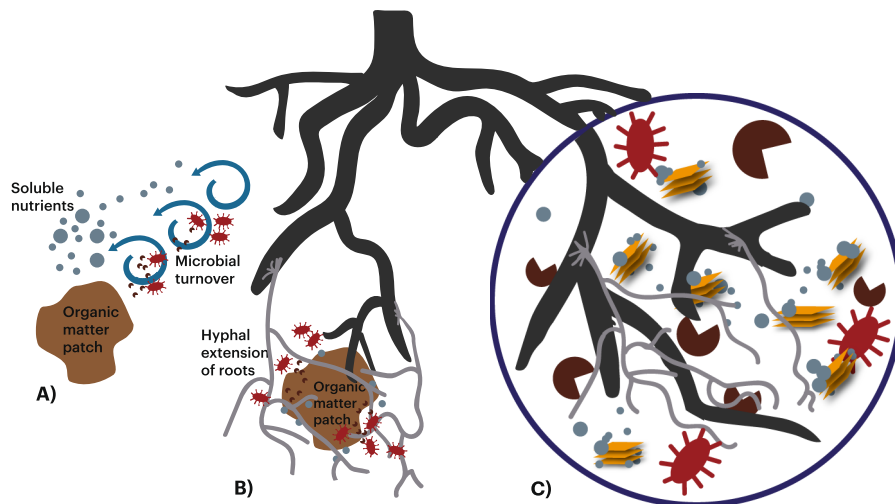 Soluble
nutrients
Microbial
turnover
Organic
matter
patch
A)
Hyphal
extension
of roots
Organic
matter
patch
B)
C)